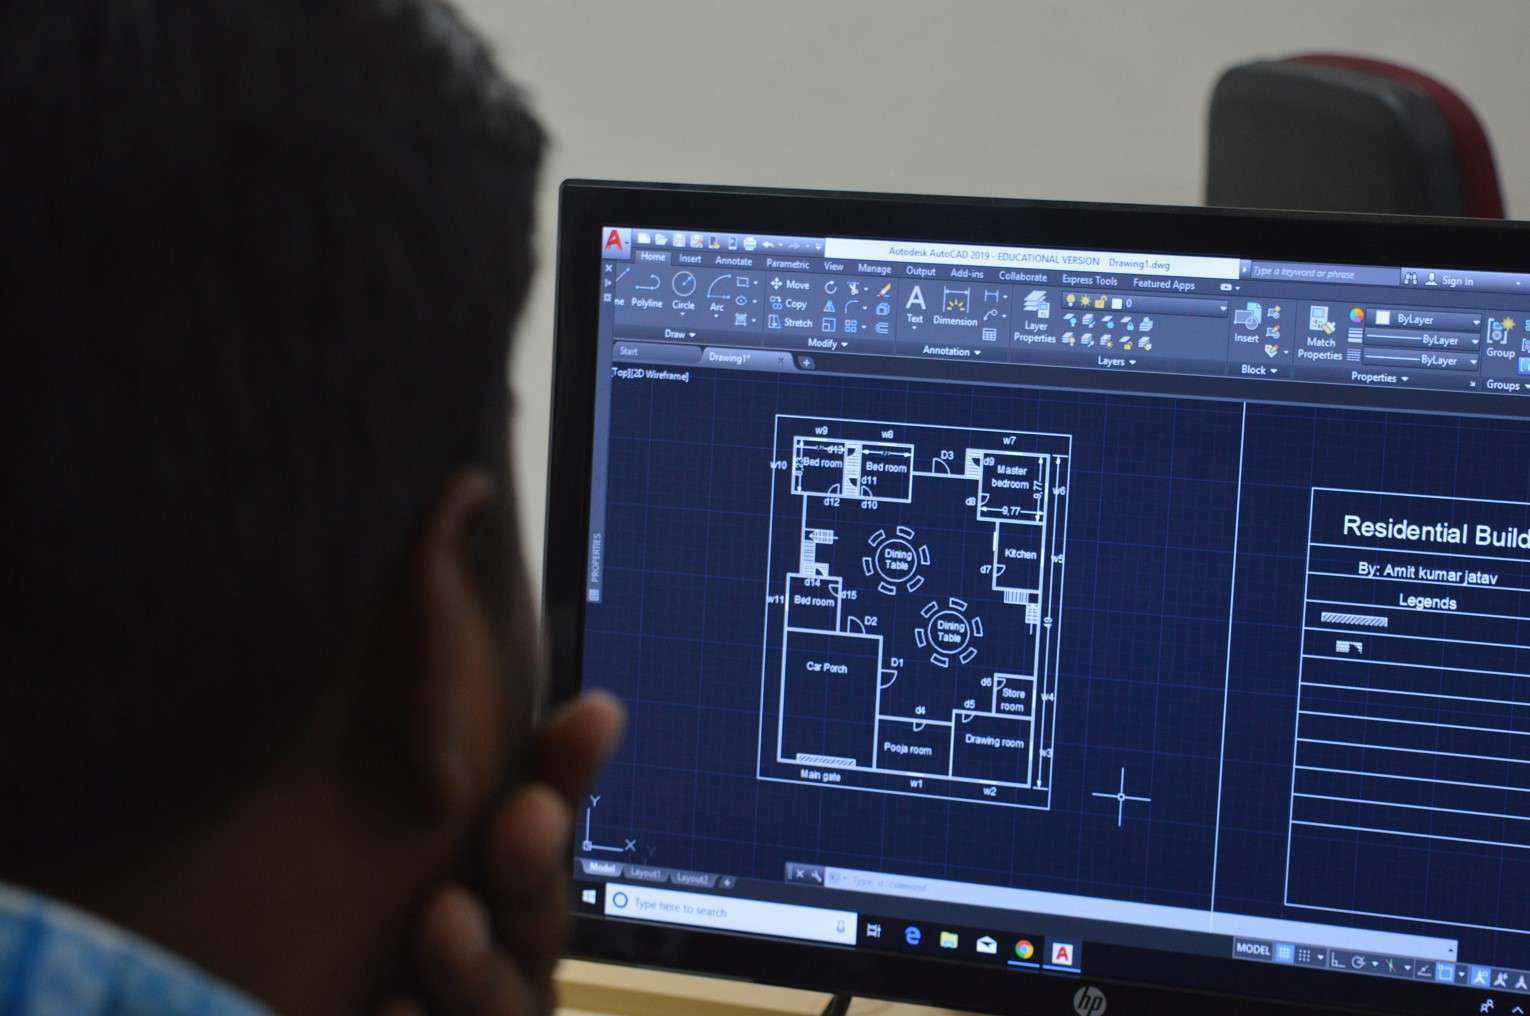 Autodesk AutoCAD 2019 - EDUCATIONAL VERSION Drawing1.dwg
Type a keyword or phrase
Sign In
Home Insert Annotate Parametric View Manage Output Add-ins Collaborate Express Tools Featured Apps
Polyline Circle Arc
Move
Copy
Stretch
Text Dimension
Layer
Properties
0
Insert
Match
Properties
ByLayer
ByLayer
ByLayer
Group
Draw Modify Annotation Layers Block Properties Groups
Start Drawing1*
[Top][2D Wireframe]
PROPERTIES
w9 w8 w7
w10 Bed room d13 Bed room D3 d9 Master
bedroom
9,77
9,77
w6
d11
d12 d10 d8
Dining
Table
Kitchen
w5
d7
d14
d15
w11 Bed room
D2
Dining
Table
Car Porch
D1
d6
Store
room
w4
d4 d5
Pooja room Drawing room
w3
Main gate w1 w2
Residential Build
By: Amit kumar jatav
Legends
Y
X
Model Layout1 Layout2
Type a command
Type here to search
MODEL
hp